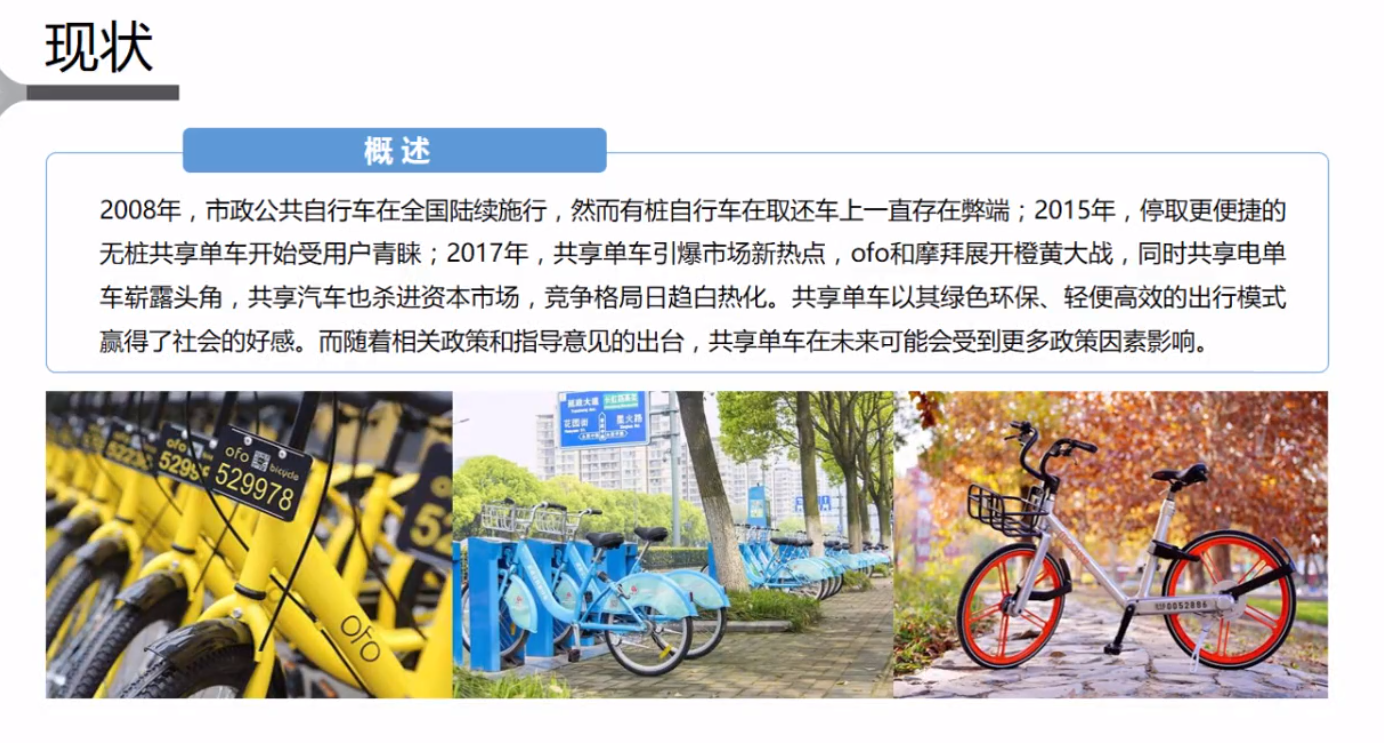 现状
概述
2008年，市政公共自行车在全国陆续施行，然而有桩自行车在取还车上一直存在弊端；2015年，停取更便捷的
无桩共享单车开始受用户青睐；2017年，共享单车引爆市场新热点，ofo和摩拜展开橙黄大战，同时共享电单
车崭露头角，共享汽车也杀进资本市场，竞争格局日趋白热化。共享单车以其绿色环保、轻便高效的出行模式
赢得了社会的好感。而随着相关政策和指导意见的出台，共享单车在未来可能会受到更多政策因素影响。
ofo
ofo bicycle
529978
ofo
花园街
星火路
0052886